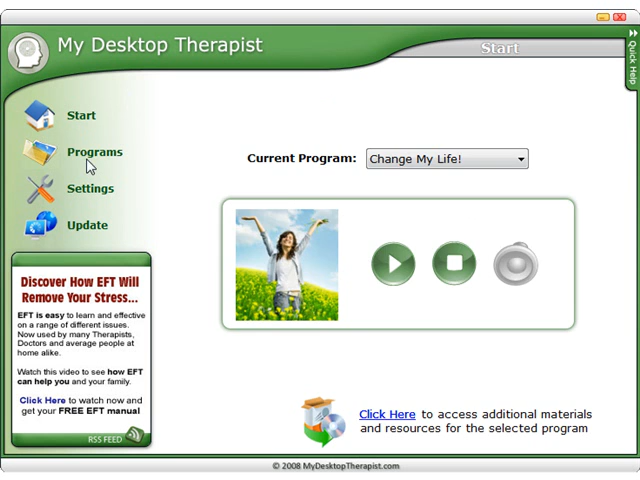 My Desktop Therapist
Start
Quick Help
Start
Programs
Settings
Update
Current Program:
Change My Life!
Discover How EFT Will
Remove Your Stress...
EFT is easy to learn and effective
on a range of different issues.
Now used by many Therapists,
Doctors and average people at
home alike.
Watch this video to see how EFT
can help you and your family.
Click Here to watch now and
get your FREE EFT manual
RSS FEED
Click Here to access additional materials
and resources for the selected program
© 2008 MyDesktopTherapist.com